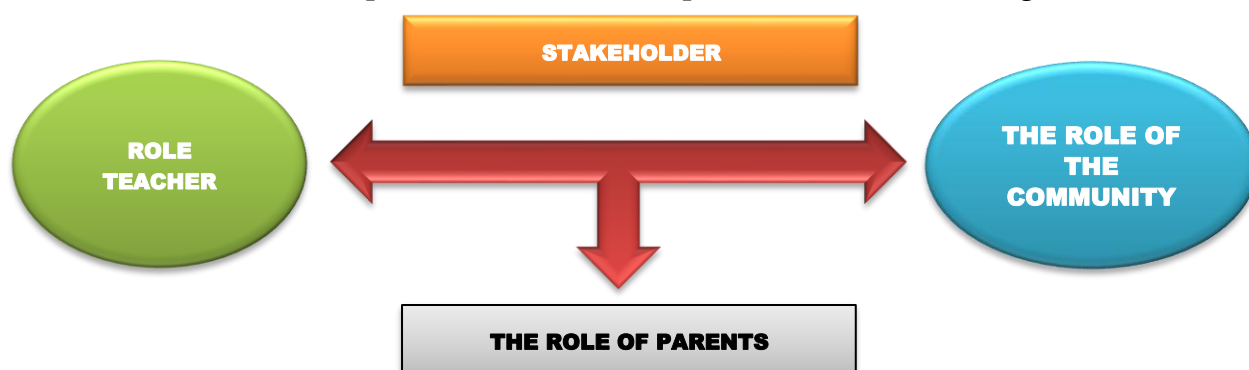 STAKEHOLDER
ROLE
TEACHER
THE ROLE OF
THE
COMMUNITY
THE ROLE OF PARENTS